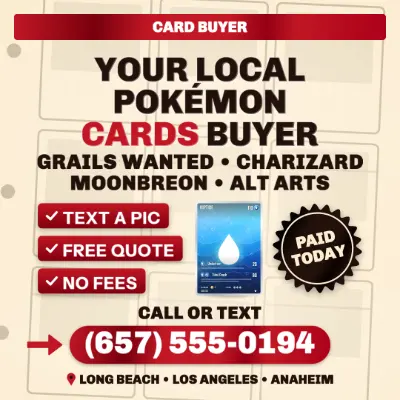 CARD BUYER
YOUR LOCAL
POKÉMON
CARDS BUYER
GRAILS WANTED • CHARIZARD
MOONBREON • ALT ARTS
TEXT A PIC
FREE QUOTE
NO FEES
PAID
TODAY
CALL OR TEXT
(657) 555-0194
LONG BEACH • LOS ANGELES • ANAHEIM